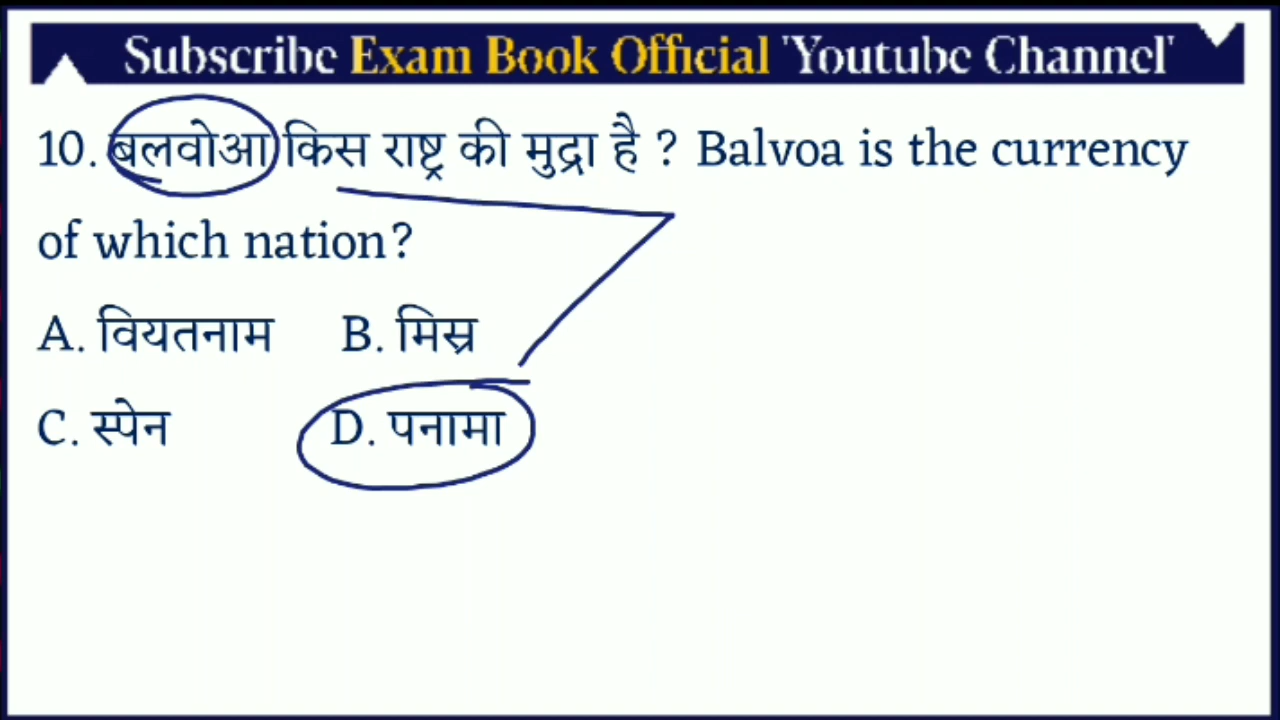 Subscribe Exam Book Official 'Youtube Channel'
10. बलवोआ किस राष्ट्र की मुद्रा है ? Balvoa is the currency
of which nation?
A. वियतनाम B. मिस्र
C. स्पेन D. पनामा